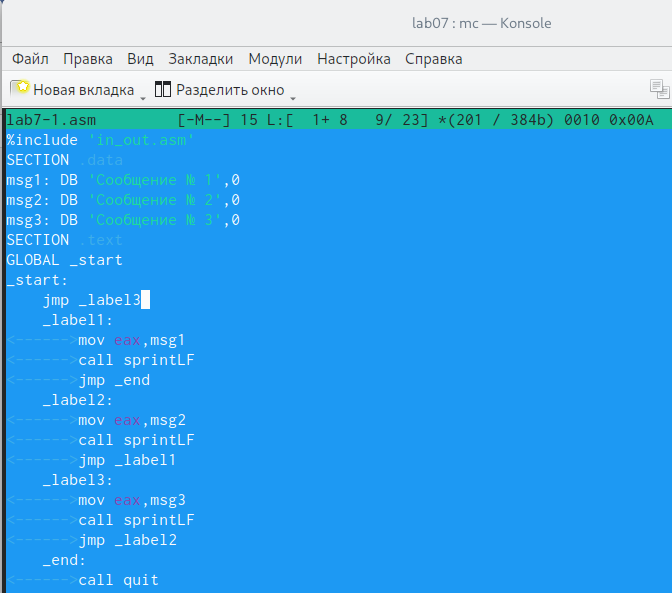 lab07 : mc — Konsole
Файл Правка Вид Закладки Модули Настройка Справка
Новая вкладка Разделить окно
lab7-1.asm [-M--] 15 L:[ 1+ 8 9/ 23] *(201 / 384b) 0010 0x00A
%include 'in_out.asm'
SECTION .data
msg1: DB 'Сообщение № 1',0
msg2: DB 'Сообщение № 2',0
msg3: DB 'Сообщение № 3',0
SECTION .text
GLOBAL _start
_start:
    jmp _label3
    _label1:
<------>mov eax,msg1
<------>call sprintLF
<------>jmp _end
    _label2:
<------>mov eax,msg2
<------>call sprintLF
<------>jmp _label1
    _label3:
<------>mov eax,msg3
<------>call sprintLF
<------>jmp _label2
    _end:
<------>call quit